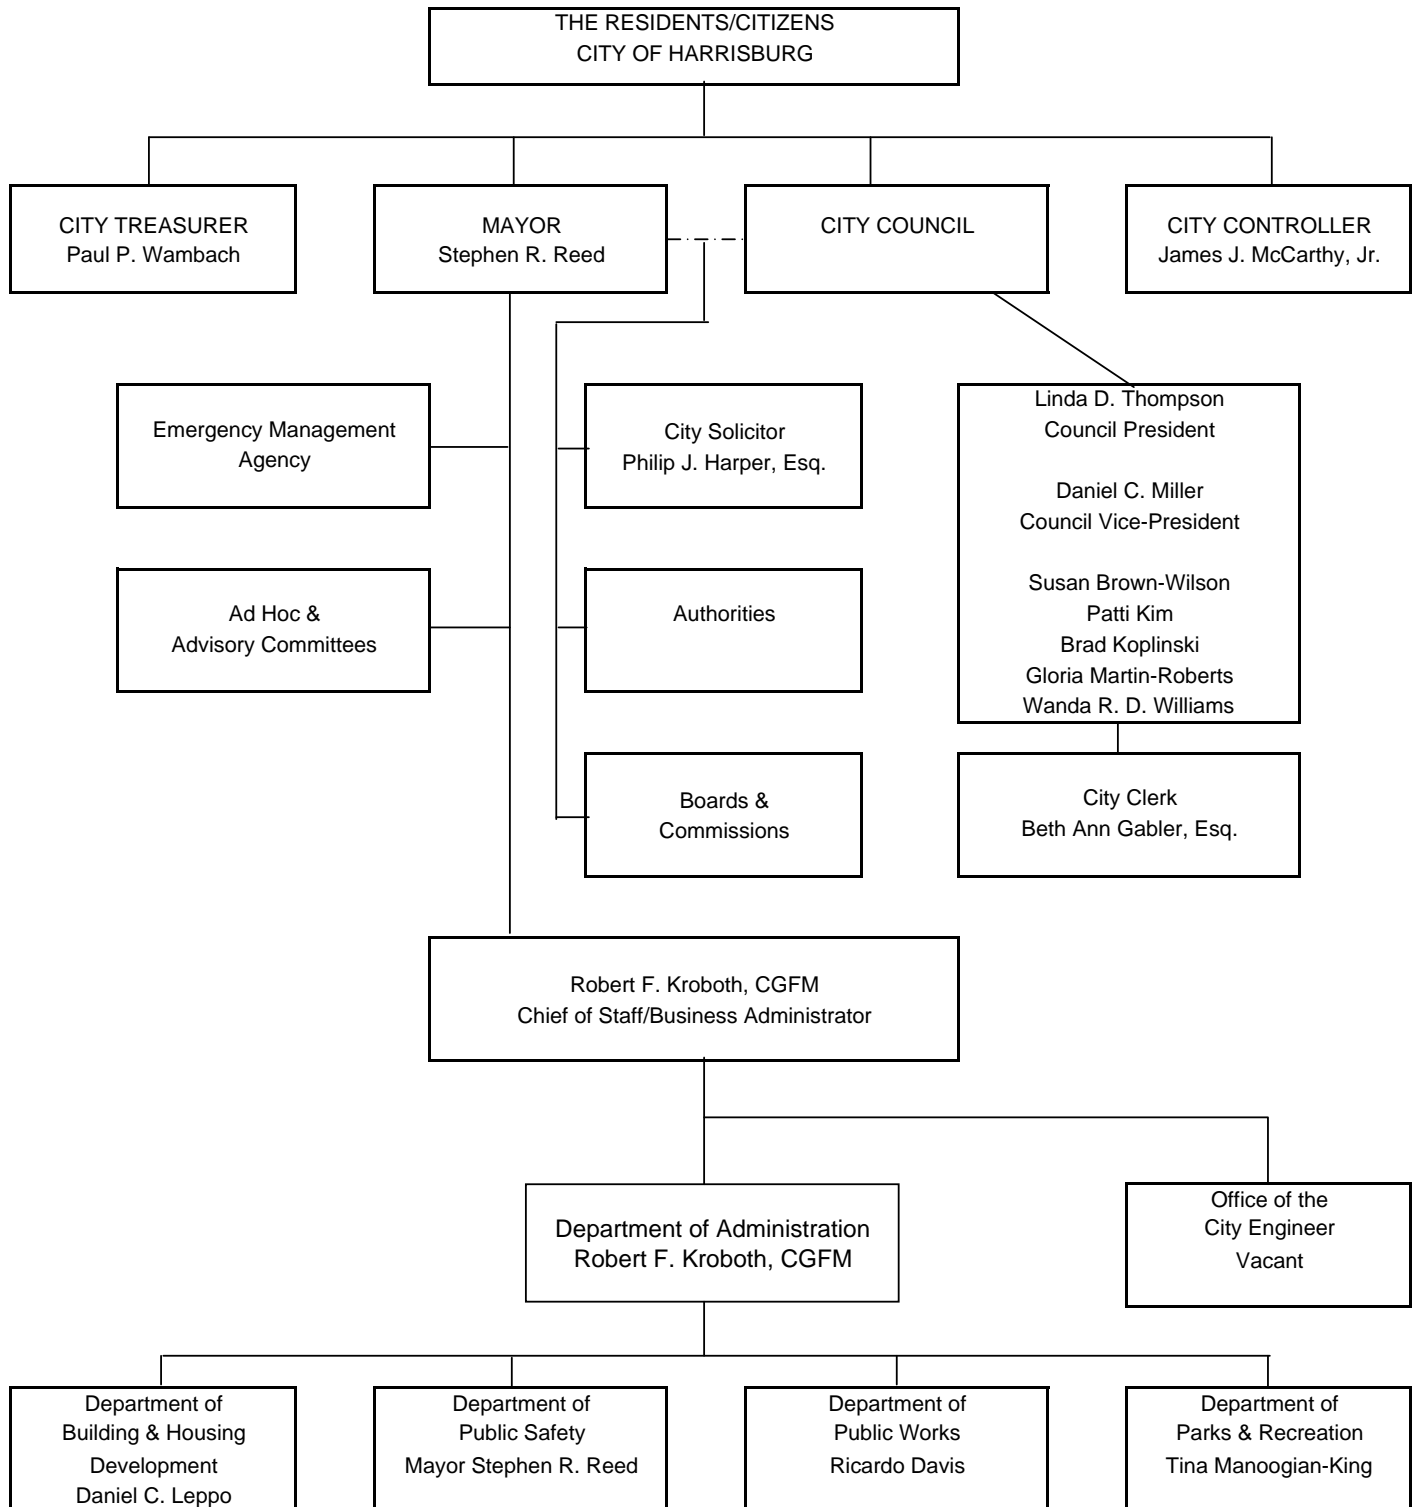 THE RESIDENTS/CITIZENS
CITY OF HARRISBURG
CITY TREASURER
Paul P. Wambach
MAYOR
Stephen R. Reed
CITY COUNCIL
CITY CONTROLLER
James J. McCarthy, Jr.
Emergency Management
Agency
City Solicitor
Philip J. Harper, Esq.
Linda D. Thompson
Council President
Daniel C. Miller
Council Vice-President
Susan Brown-Wilson
Patti Kim
Brad Koplinski
Gloria Martin-Roberts
Wanda R. D. Williams
Ad Hoc &
Advisory Committees
Authorities
Boards &
Commissions
City Clerk
Beth Ann Gabler, Esq.
Robert F. Kroboth, CGFM
Chief of Staff/Business Administrator
Department of Administration
Robert F. Kroboth, CGFM
Office of the
City Engineer
Vacant
Department of
Building & Housing
Development
Daniel C. Leppo
Department of
Public Safety
Mayor Stephen R. Reed
Department of
Public Works
Ricardo Davis
Department of
Parks & Recreation
Tina Manoogian-King